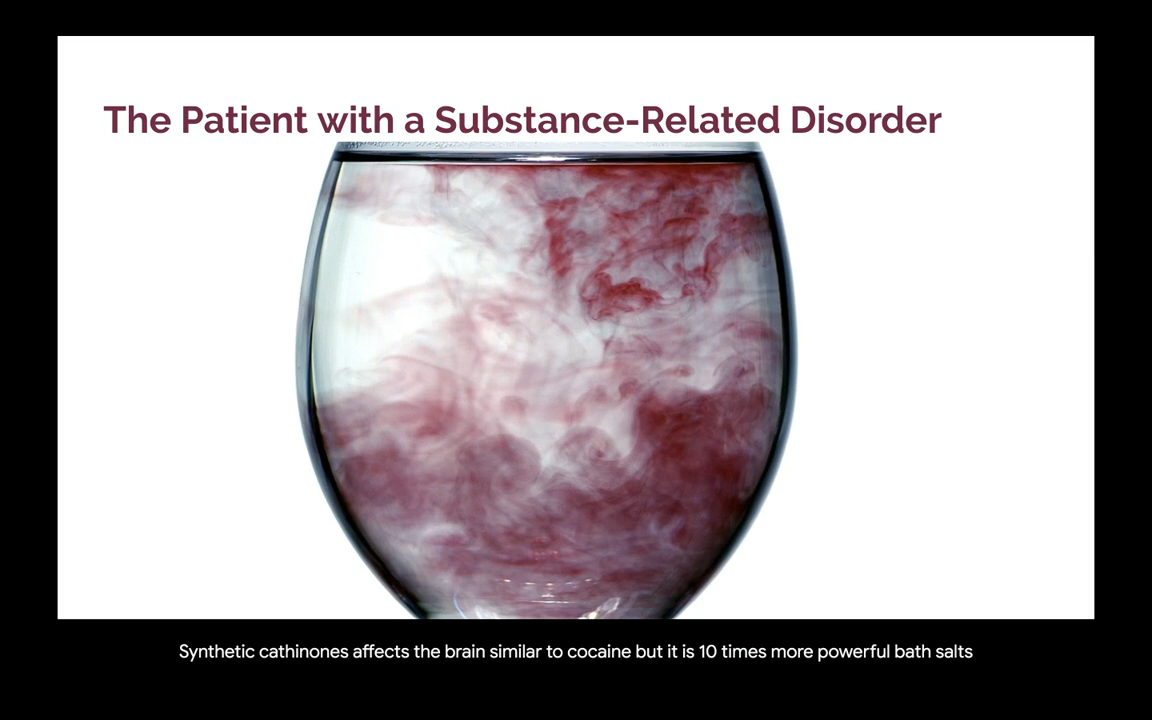 The Patient with a Substance-Related Disorder
Synthetic cathinones affects the brain similar to cocaine but it is 10 times more powerful bath salts